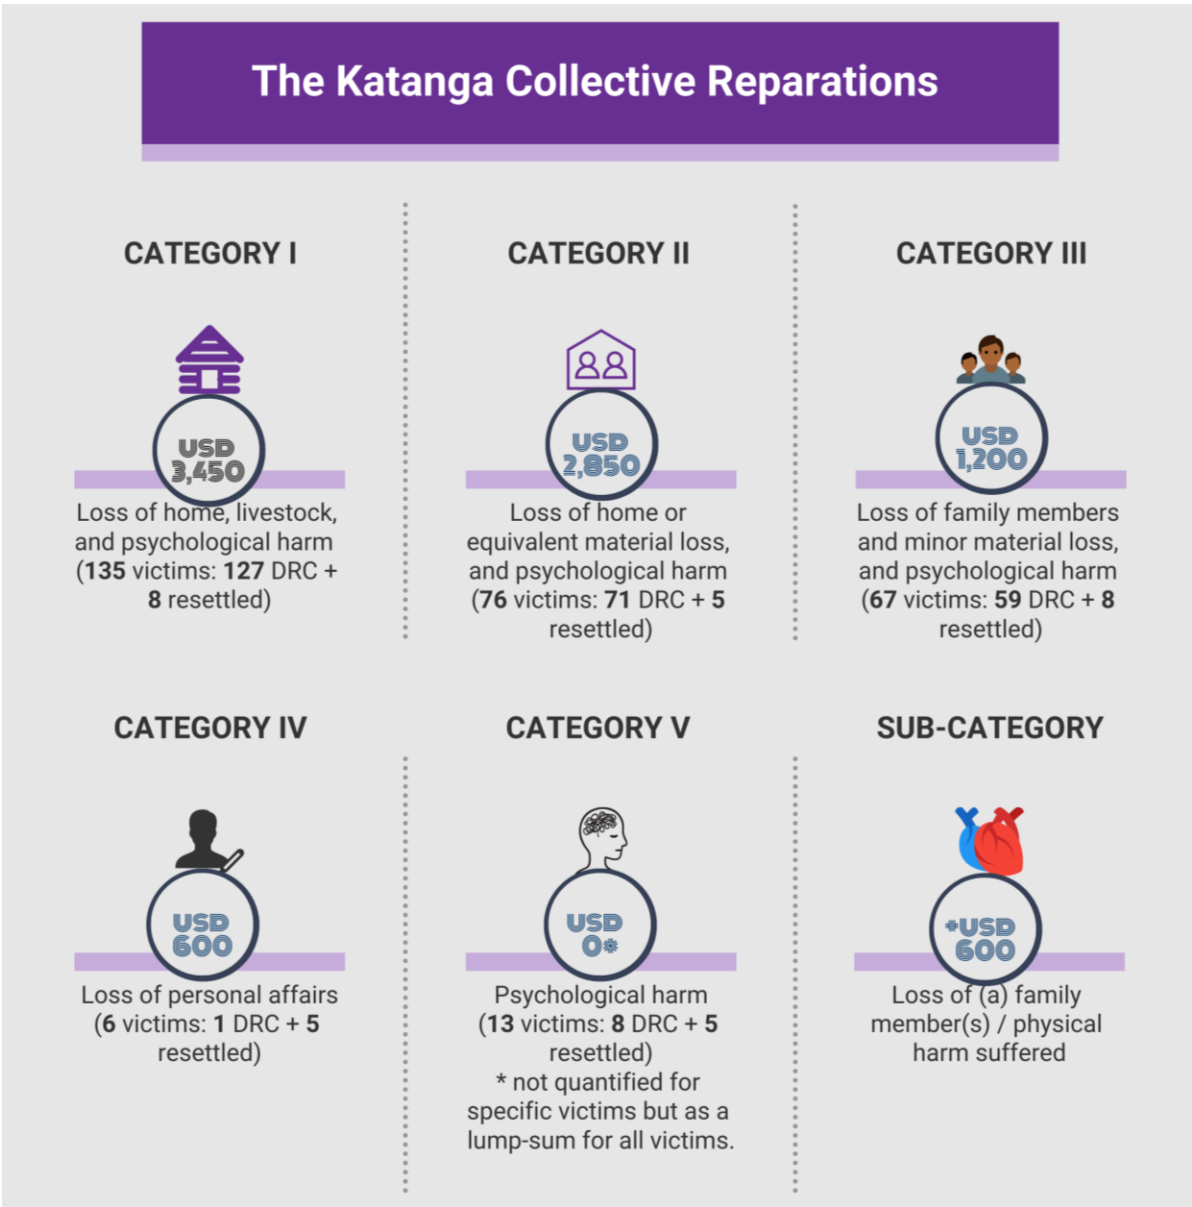 The Katanga Collective Reparations
CATEGORY I
USD
3,450
Loss of home, livestock,
and psychological harm
(135 victims: 127 DRC +
8 resettled)
CATEGORY II
USD
2,850
Loss of home or
equivalent material loss,
and psychological harm
(76 victims: 71 DRC + 5
resettled)
CATEGORY III
USD
1,200
Loss of family members
and minor material loss,
and psychological harm
(67 victims: 59 DRC + 8
resettled)
CATEGORY IV
USD
600
Loss of personal affairs
(6 victims: 1 DRC + 5
resettled)
CATEGORY V
USD
0*
Psychological harm
(13 victims: 8 DRC + 5
resettled)
* not quantified for
specific victims but as a
lump-sum for all victims.
SUB-CATEGORY
+USD
600
Loss of (a) family
member(s) / physical
harm suffered